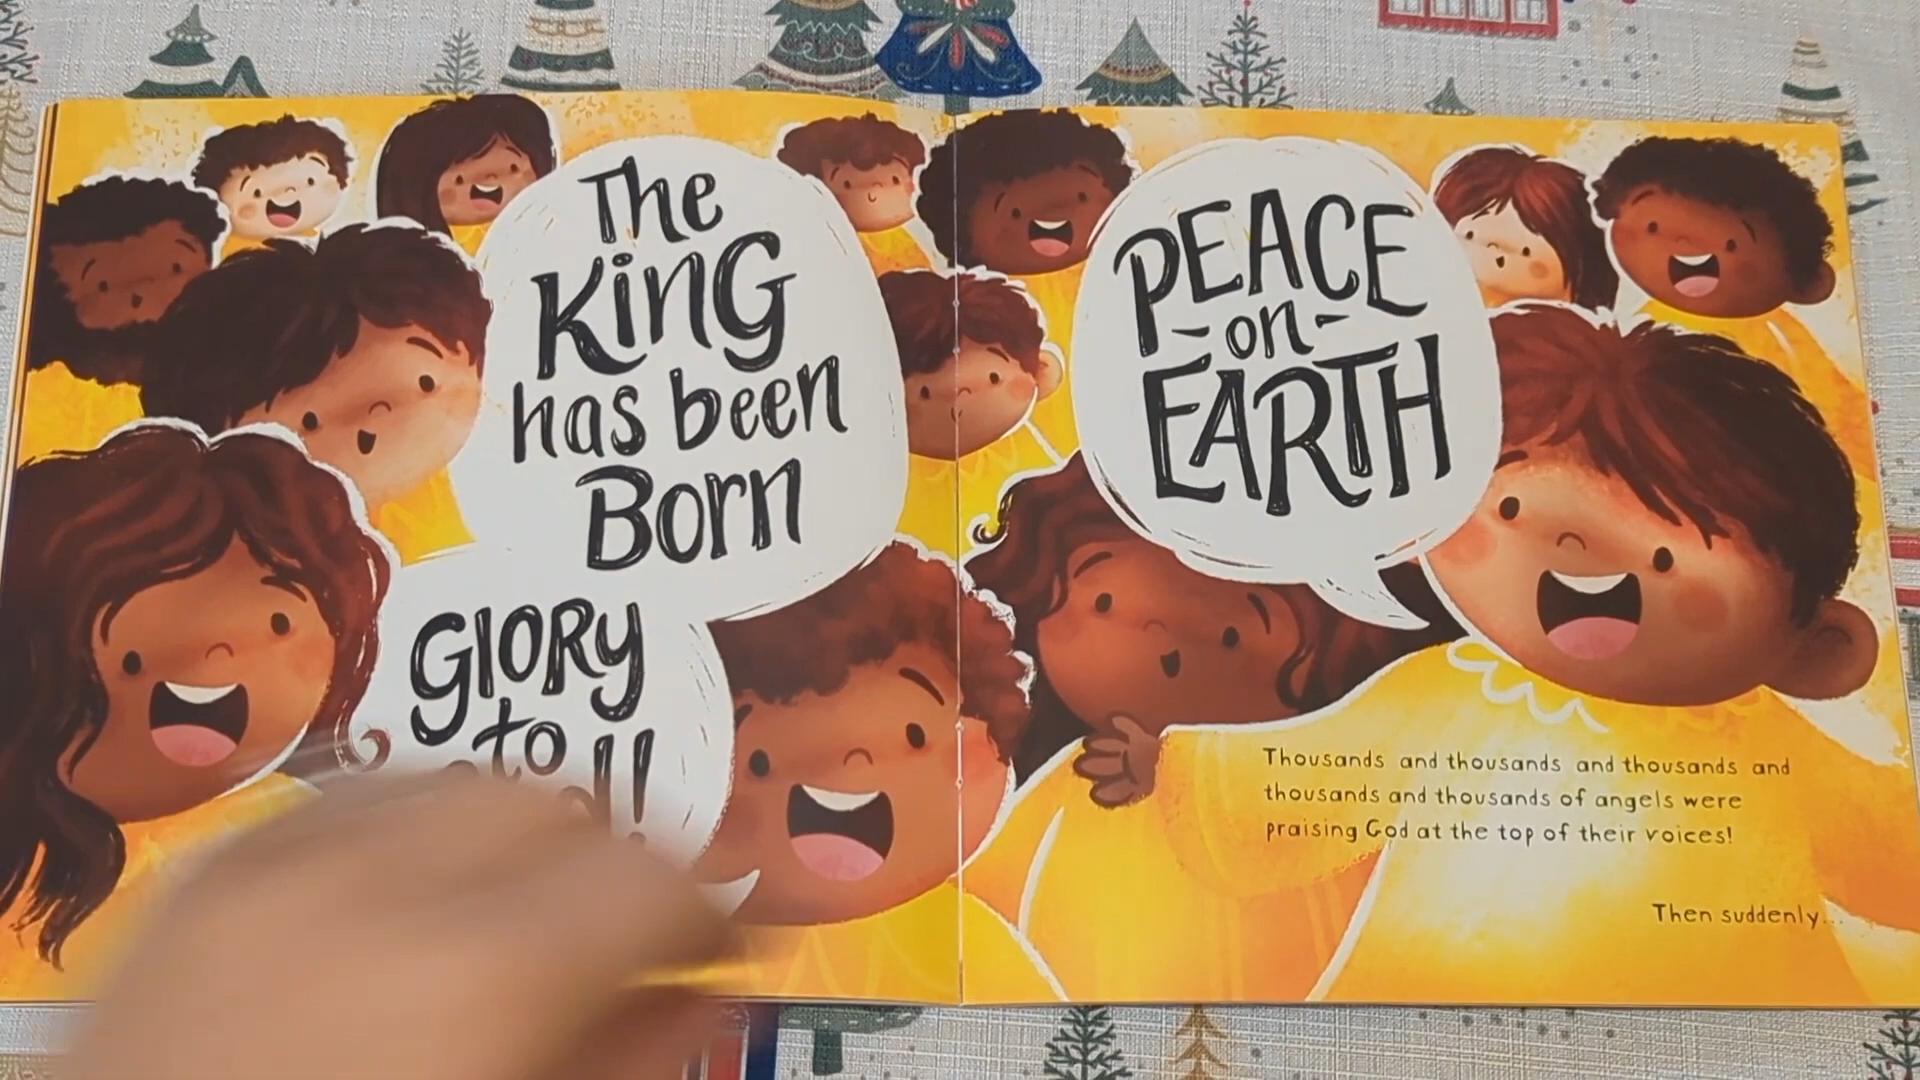 The
King
has been
Born
Glory
to
PEACE
-on-
EARTH
Thousands and thousands and thousands and
thousands and thousands of angels were
praising God at the top of their voices!
Then suddenly...